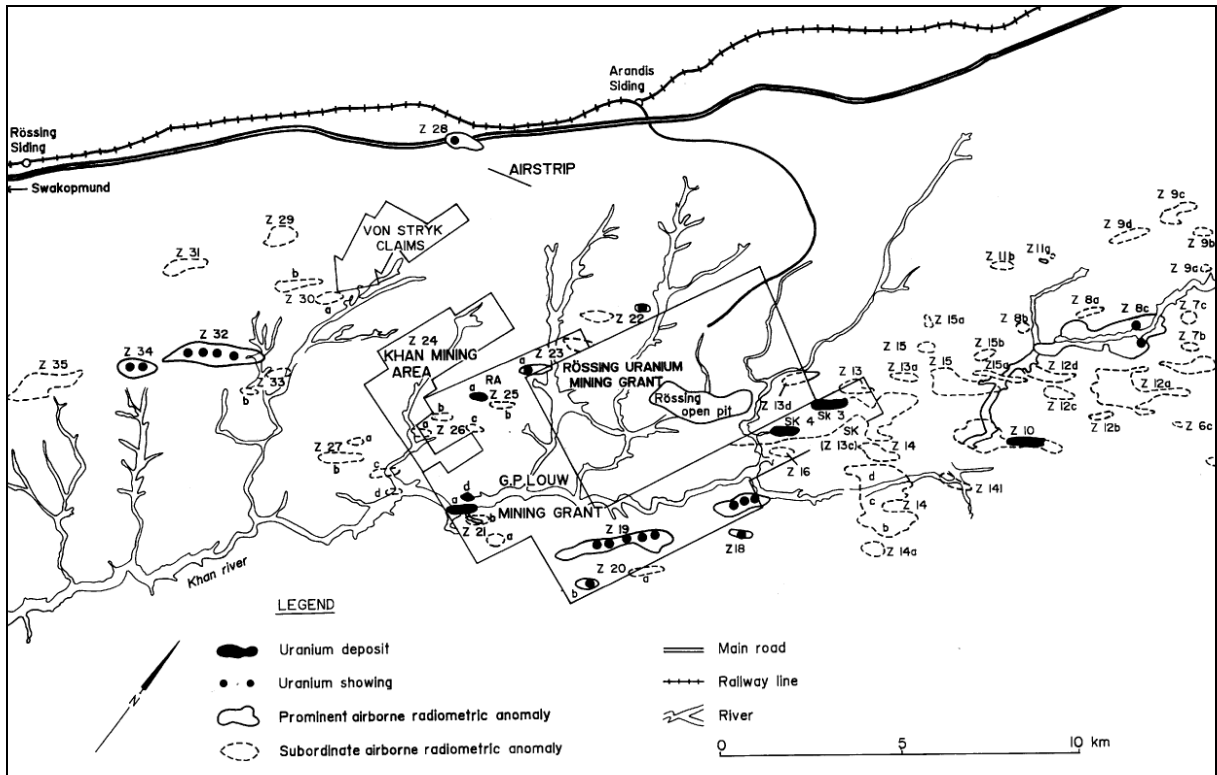 Arandis
Siding
Rössing
Siding
Z 28
Swakopmund
AIRSTRIP
Z 29
VON STRYK
CLAIMS
Z 31
b
Z 30
a
Z 9c
Z 9d
Z 9b
Z 11b
Z 9a
Z 8a
Z 8c
Z 7c
Z 8b
Z 7b
Z 22
Z 15a
Z 15b
Z 15
Z 15
Z 13a
Z 12d
Z 12a
Z 12c
Z 12b
Z 6c
Z 32
Z 34
Z 35
Z 33
b
Z 24
KHAN MINING
AREA
a
Z 23
RÖSSING URANIUM
MINING GRANT
RA
a
Z 25
b
Rössing
open pit
Z 13
Z 13d
Sk 3
SK 4
SK
(Z 13c)
Z 10
b
a
Z 26
c
Z 27
a
b
c
d
Z 14
Z 16
d
c
Z 14
b
Z 14a
Z 141
G.P. LOUW
MINING GRANT
d
a
b
Z 21
a
Z 19
Z 18
Z 20
a
b
Khan river
LEGEND
Uranium deposit
Uranium showing
Prominent airborne radiometric anomaly
Subordinate airborne radiometric anomaly
Main road
Railway line
River
N
0 5 10 km